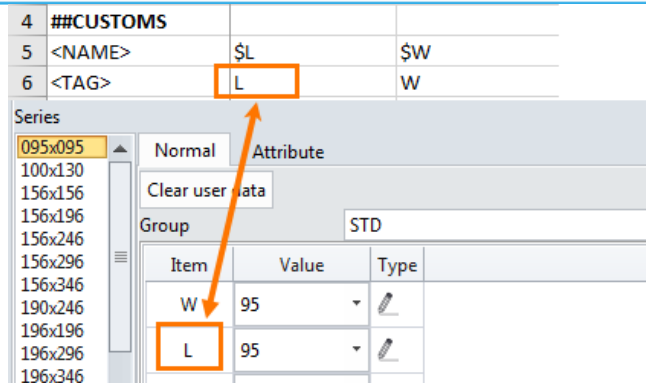 4 ##CUSTOMS
5 <NAME> $L $W
6 <TAG> L W
Series
095x095
100x130
156x156
156x196
156x246
156x296
156x346
190x246
196x196
196x296
196x346
Normal Attribute
Clear user data
Group STD
Item Value Type
W 95
L 95